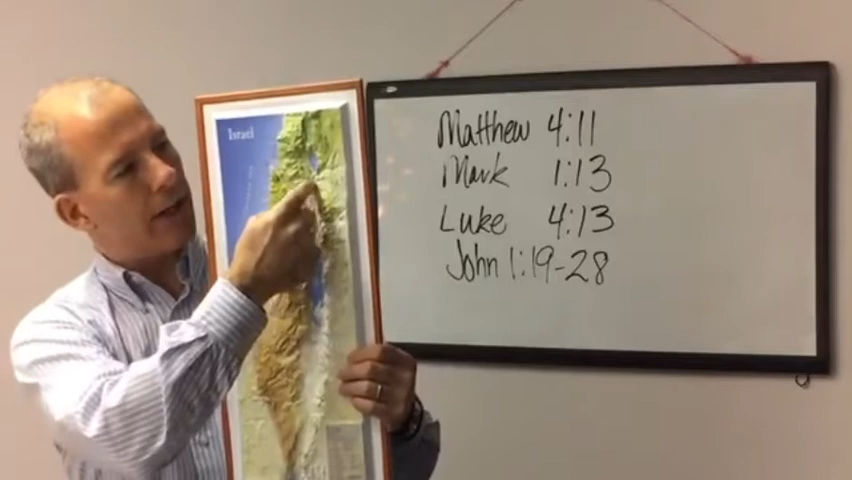 Israel
Matthew 4:11
Mark 1:13
Luke 4:13
John 1:19-28